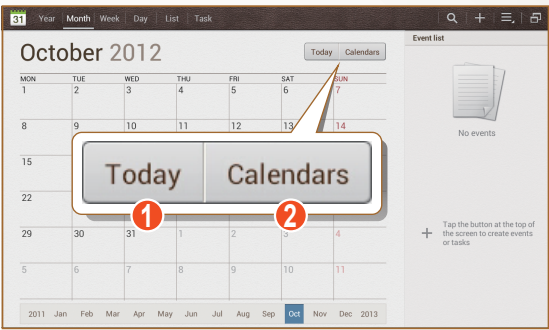 31 Year Month Week Day List Task
Event list
October 2012
Today Calendars
MON TUE WED THU FRI SAT SUN
1 2 3 4 5 6 7
8 9 10 11 12 13 14
No events
15
Today Calendars
1 2
22
29 30 31 1 2 3 4
Tap the button at the top of
the screen to create events
or tasks
5 6 7 8 9 10 11
2011 Jan Feb Mar Apr May Jun Jul Aug Sep Oct Nov Dec 2013